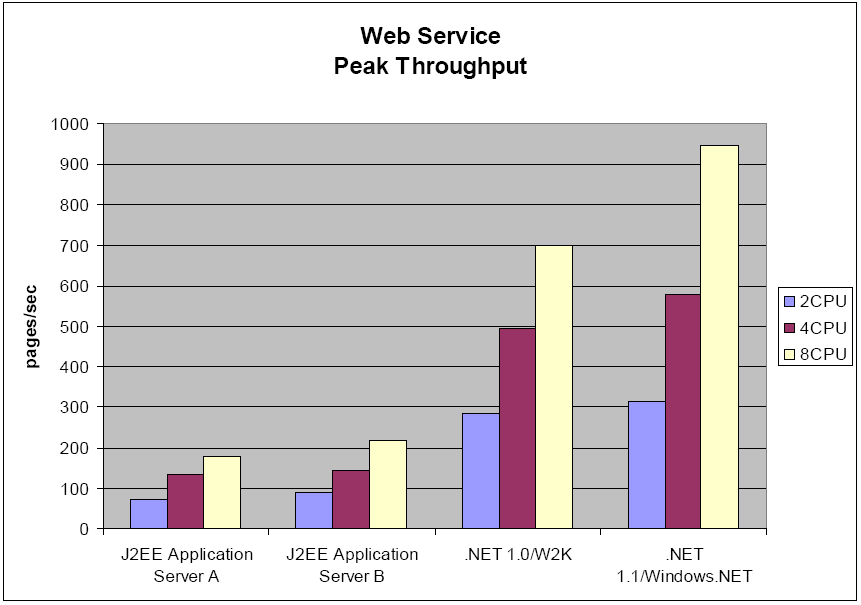 Web Service
Peak Throughput
1000
900
800
700
600
500
400
300
200
100
0
pages/sec
J2EE Application
Server A
J2EE Application
Server B
.NET 1.0/W2K
.NET
1.1/Windows.NET
2CPU
4CPU
8CPU